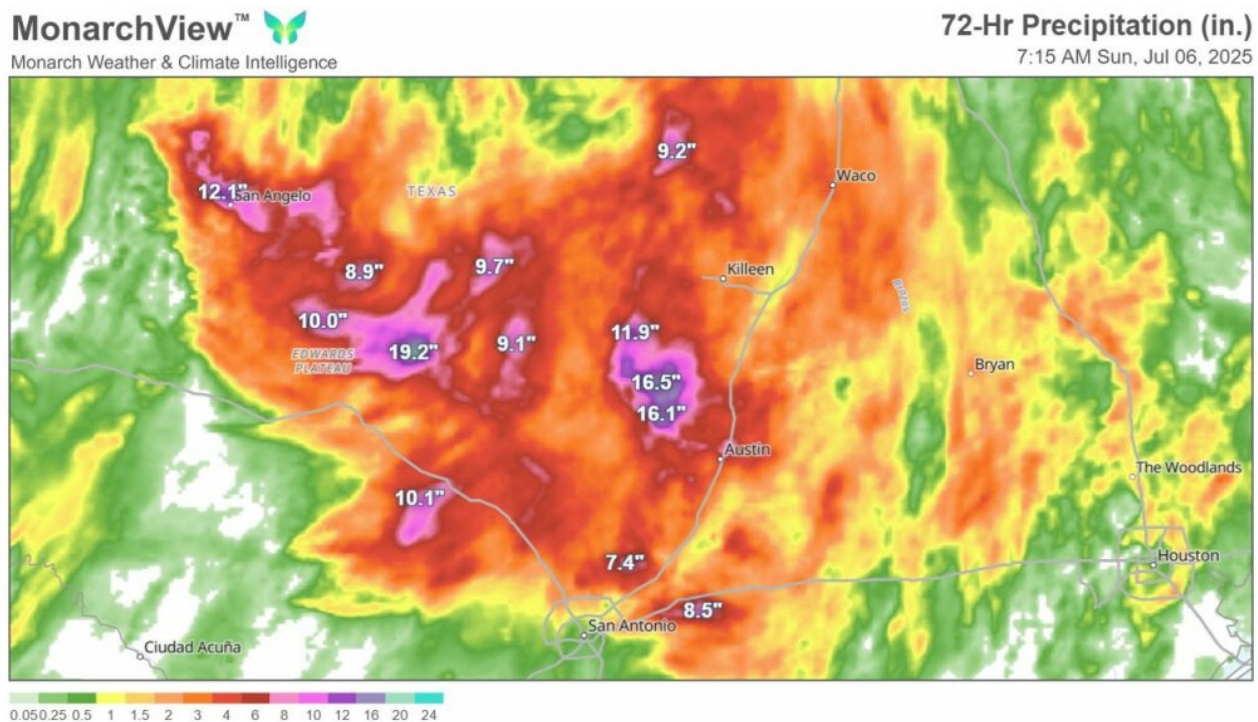 MonarchView™
Monarch Weather & Climate Intelligence
72-Hr Precipitation (in.)
7:15 AM Sun, Jul 06, 2025
9.2"
Waco
12.1"
San Angelo
TEXAS
8.9"
9.7"
Killeen
Brazos
10.0"
11.9"
19.2"
9.1"
EDWARDS
PLATEAU
Bryan
16.5"
16.1"
Austin
The Woodlands
10.1"
7.4"
Houston
8.5"
San Antonio
Ciudad Acuña
0.05 0.25 0.5 1 1.5 2 3 4 6 8 10 12 16 20 24